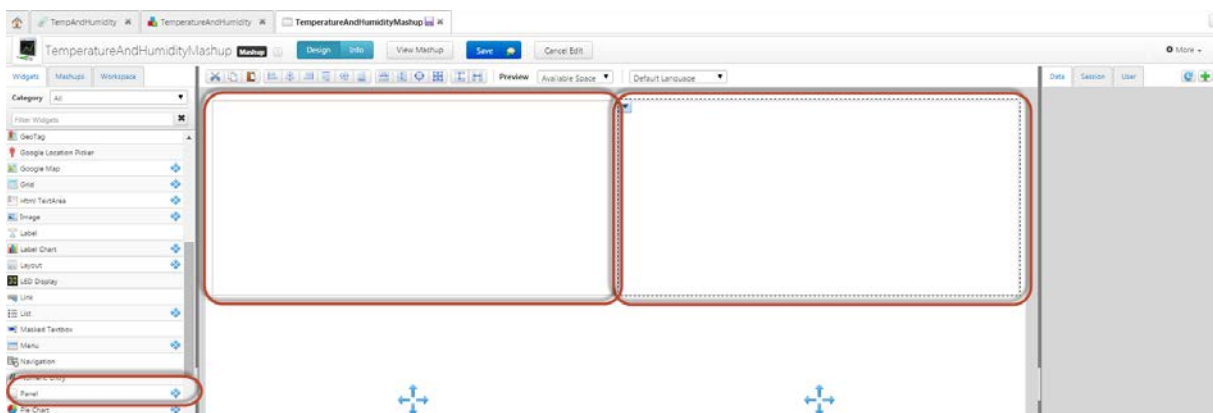 TempAndHumidity TemperatureAndHumidity TemperatureAndHumidityMashup
TemperatureAndHumidityMashup Mashup Design Info View Mashup Save Cancel Edit More
Widgets Mashups Workspace Preview Available Space Default Language Data Session User
Category All
Filter Widgets
GeoTag
Google Location Picker
Google Map
Grid
Html TextArea
Image
Label
Label Chart
Layout
LED Display
Link
List
Masked Textbox
Menu
Navigation
Numeric Entry
Panel
Pie Chart